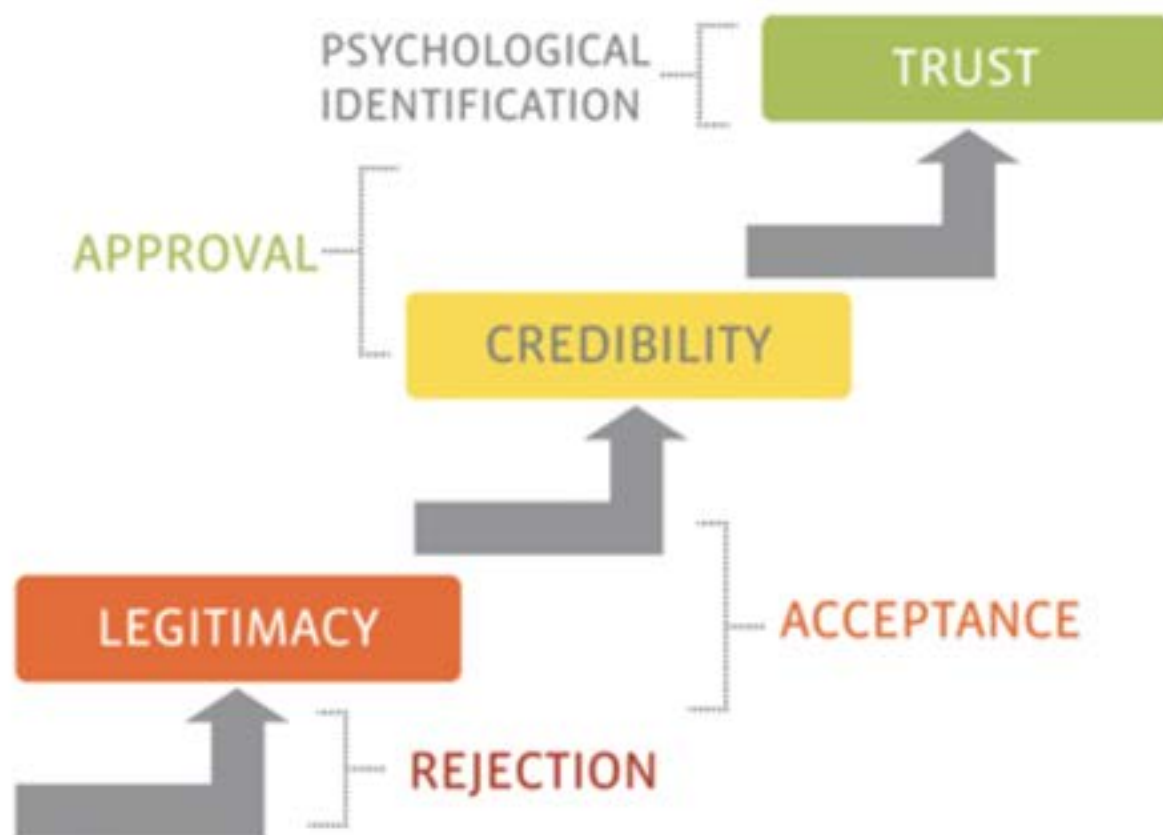 PSYCHOLOGICAL
IDENTIFICATION
TRUST
APPROVAL
CREDIBILITY
LEGITIMACY
ACCEPTANCE
REJECTION